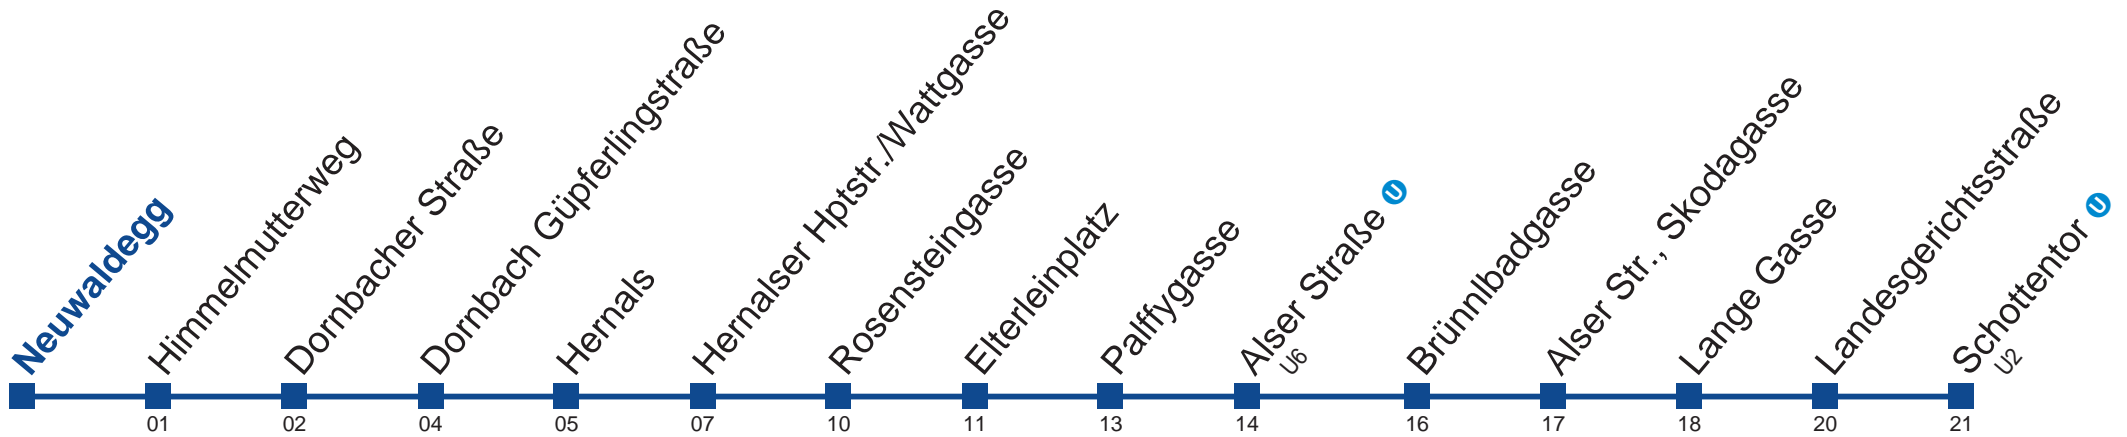 Neuwaldegg
Himmelmutterweg
Dornbacher Straße
Dornbach Güpferlingstraße
Hernals
Hernalser Hptstr./Wattgasse
Rosensteingasse
Elterleinplatz
Palffygasse
Alser Straße U
U6
Brünnlbadgasse
Alser Str., Skodagasse
Lange Gasse
Landesgerichtsstraße
Schottentor U
U2
01 02 04 05 07 10 11 13 14 16 17 18 20 21